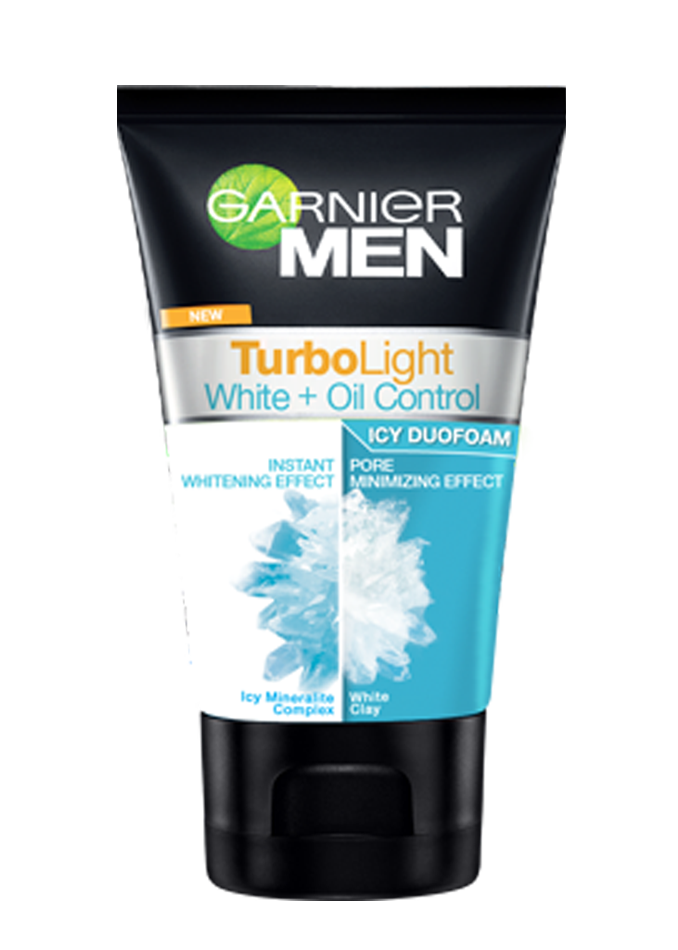 GARNIER
MEN
NEW
TurboLight
White + Oil Control
ICY DUOFOAM
INSTANT
WHITENING EFFECT
PORE
MINIMIZING EFFECT
Icy Mineralite
Complex
White
Clay